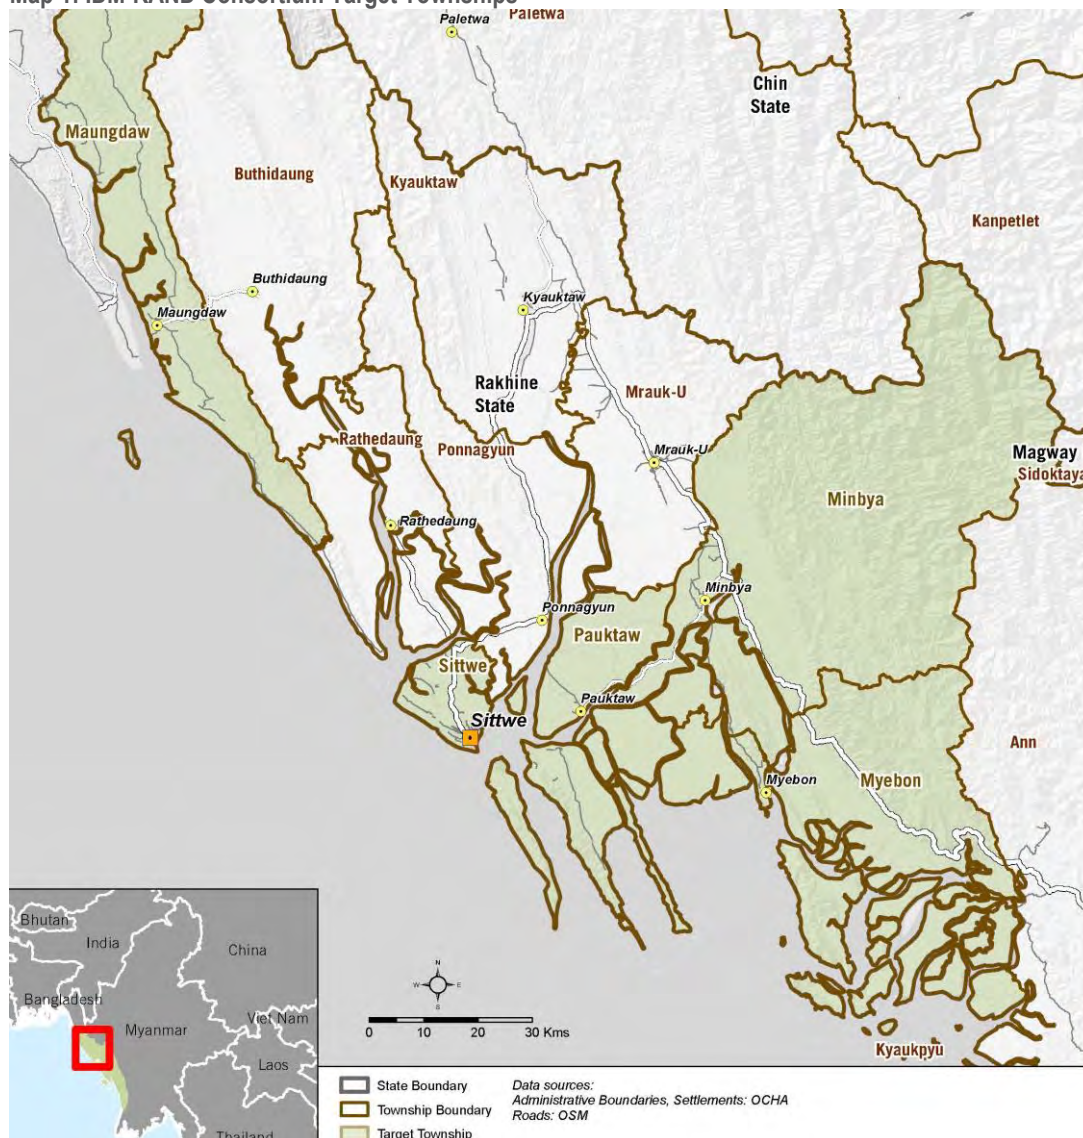 Map 1. IDM-RAND Consortium Target Townships
Paletwa
Paletwa
Chin
State
Maungdaw
Buthidaung
Kyauktaw
Kanpetlet
Buthidaung
Maungdaw
Kyauktaw
Rakhine
State
Mrauk-U
Rathedaung
Ponnagyun
Mrauk-U
Magway
Sidoktaya
Minbya
Rathedaung
Minbya
Ponnagyun
Pauktaw
Sittwe
Pauktaw
Sittwe
Ann
Myebon
Myebon
Bhutan
India
China
Bangladesh
Viet Nam
Myanmar
Laos
Thailand
N
W
E
S
0 10 20 30 Kms
Kyaukpyu
State Boundary
Township Boundary
Target Township
Data sources:
Administrative Boundaries, Settlements: OCHA
Roads: OSM